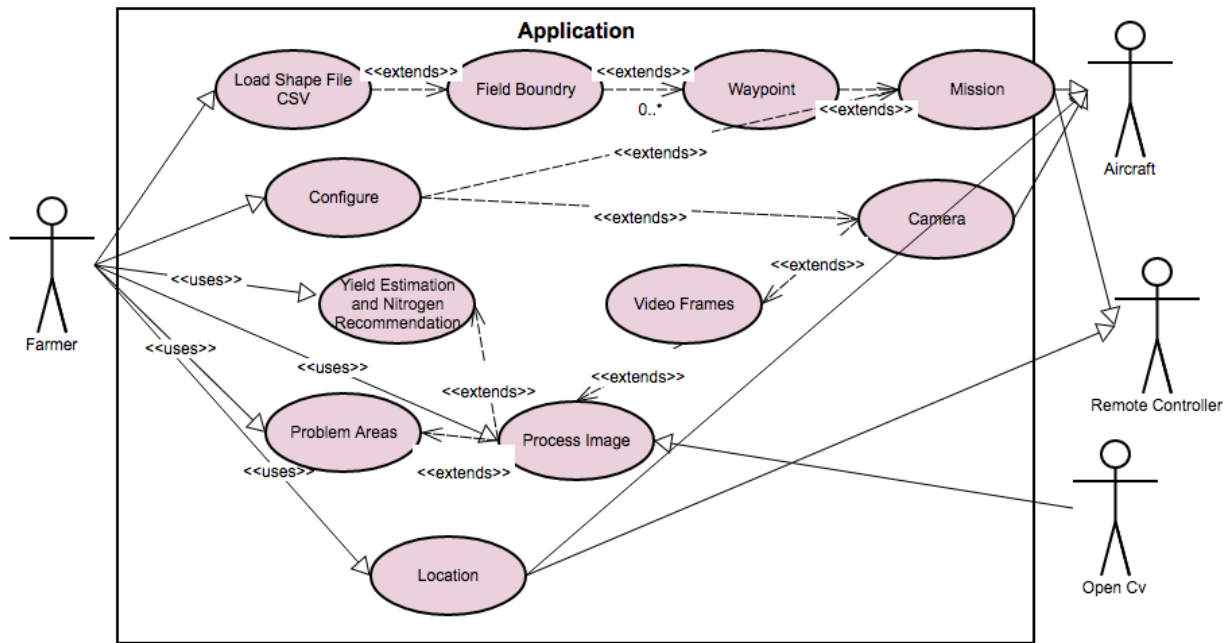 Application
Load Shape File
CSV
<<extends>>
Field Boundry
<<extends>>
0..*
Waypoint
<<extends>>
Mission
Aircraft
<<extends>>
Configure
<<extends>>
Camera
<<uses>>
<<extends>>
Yield Estimation
and Nitrogen
Recommendation
Video Frames
Farmer
<<uses>>
<<uses>>
<<extends>>
<<extends>>
Remote Controller
Problem Areas
Process Image
<<uses>>
<<extends>>
Location
Open Cv